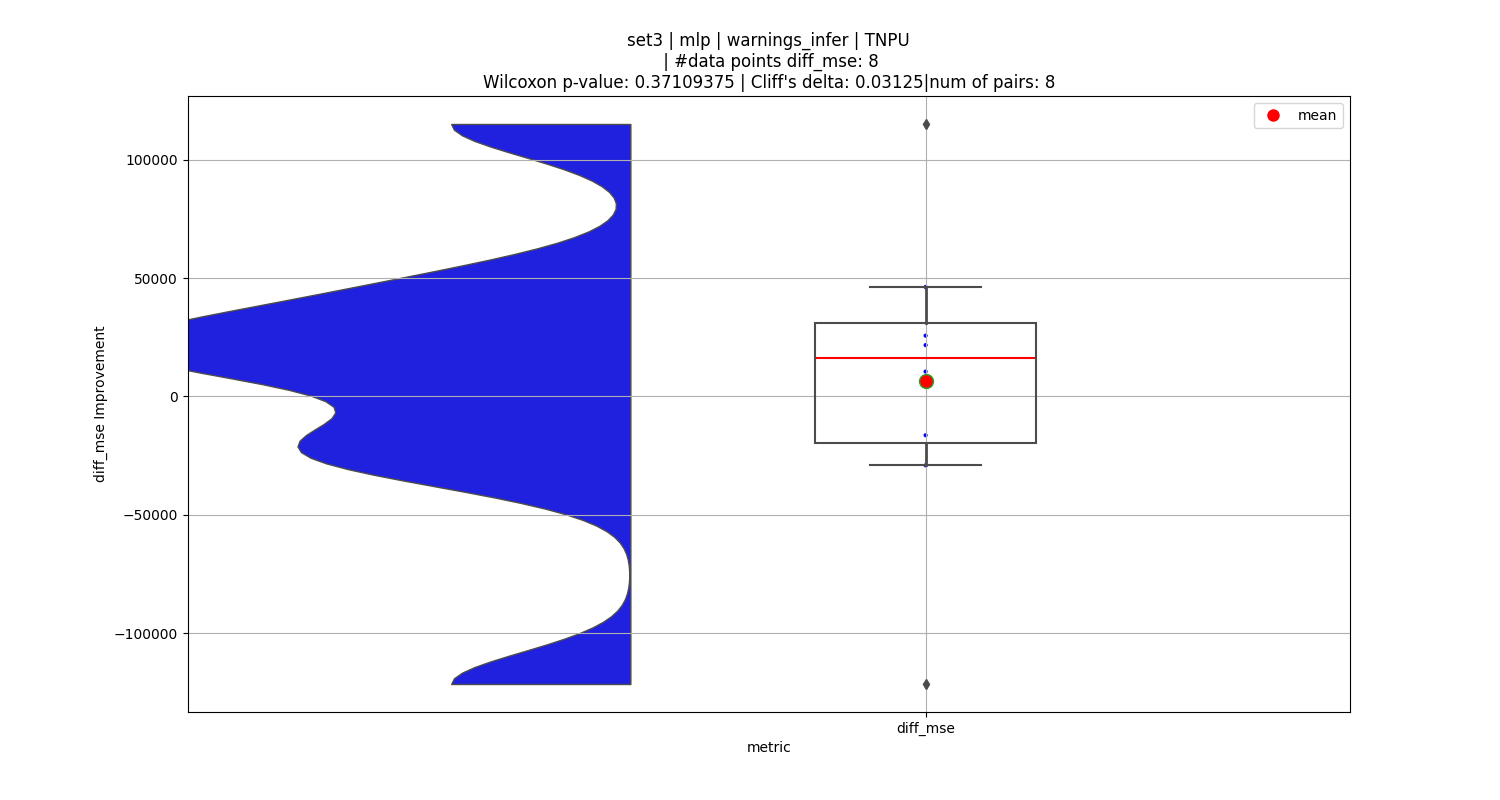 set3 | mlp | warnings_infer | TNPU
| #data points diff_mse: 8
Wilcoxon p-value: 0.37109375 | Cliff's delta: 0.03125|num of pairs: 8
mean
100000
50000
0
−50000
−100000
diff_mse Improvement
diff_mse
metric